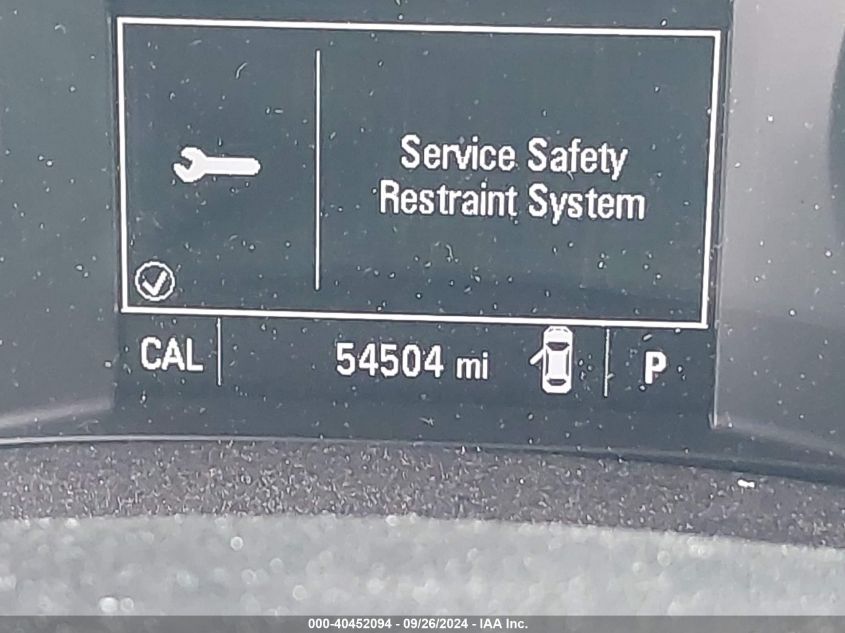 Service Safety
Restraint System
CAL 54504 mi P
000-40452094 - 09/26/2024 - IAA Inc.